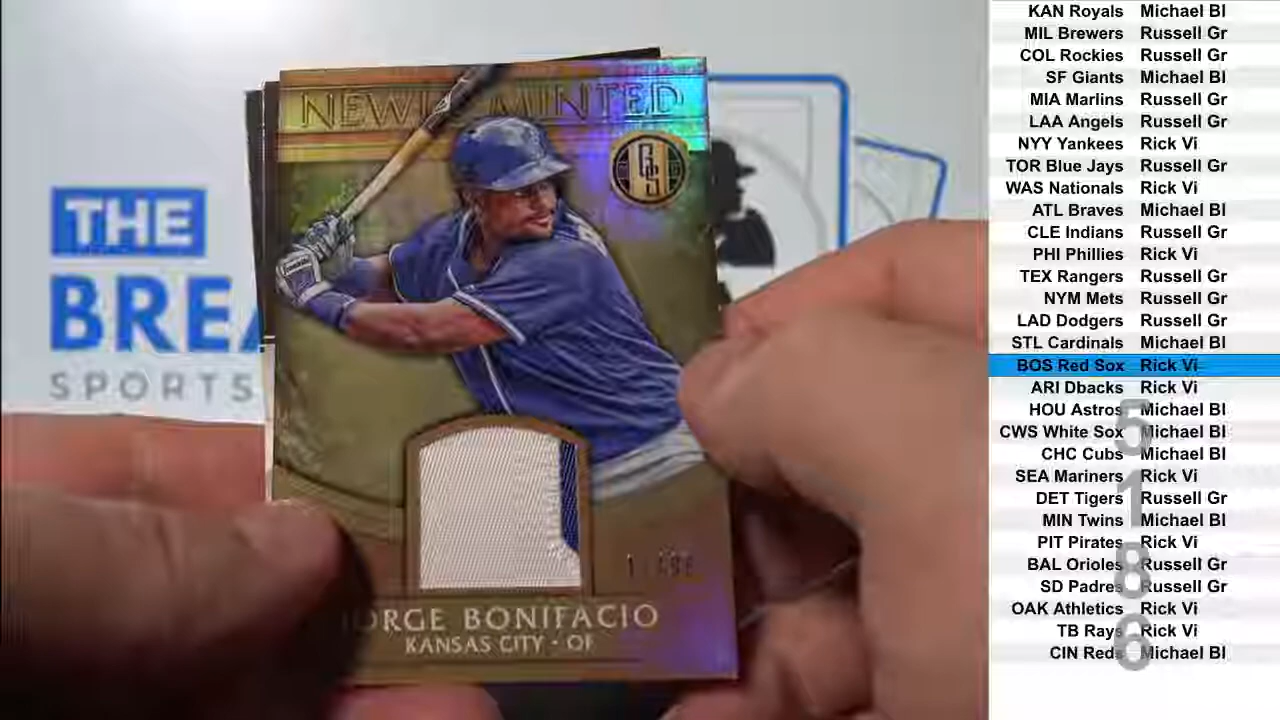 NEWLY MINTED
GS
THE
BREA
SPORTS
JORGE BONIFACIO
KANSAS CITY • OF
KAN Royals Michael Bl
MIL Brewers Russell Gr
COL Rockies Russell Gr
SF Giants Michael Bl
MIA Marlins Russell Gr
LAA Angels Russell Gr
NYY Yankees Rick Vi
TOR Blue Jays Russell Gr
WAS Nationals Rick Vi
ATL Braves Michael Bl
CLE Indians Russell Gr
PHI Phillies Rick Vi
TEX Rangers Russell Gr
NYM Mets Russell Gr
LAD Dodgers Russell Gr
STL Cardinals Michael Bl
BOS Red Sox Rick Vi
ARI Dbacks Rick Vi
HOU Astros Michael Bl
CWS White Sox Michael Bl
CHC Cubs Michael Bl
SEA Mariners Rick Vi
DET Tigers Russell Gr
MIN Twins Michael Bl
PIT Pirates Rick Vi
BAL Orioles Russell Gr
SD Padres Russell Gr
OAK Athletics Rick Vi
TB Rays Rick Vi
CIN Reds Michael Bl
5
1
8
6